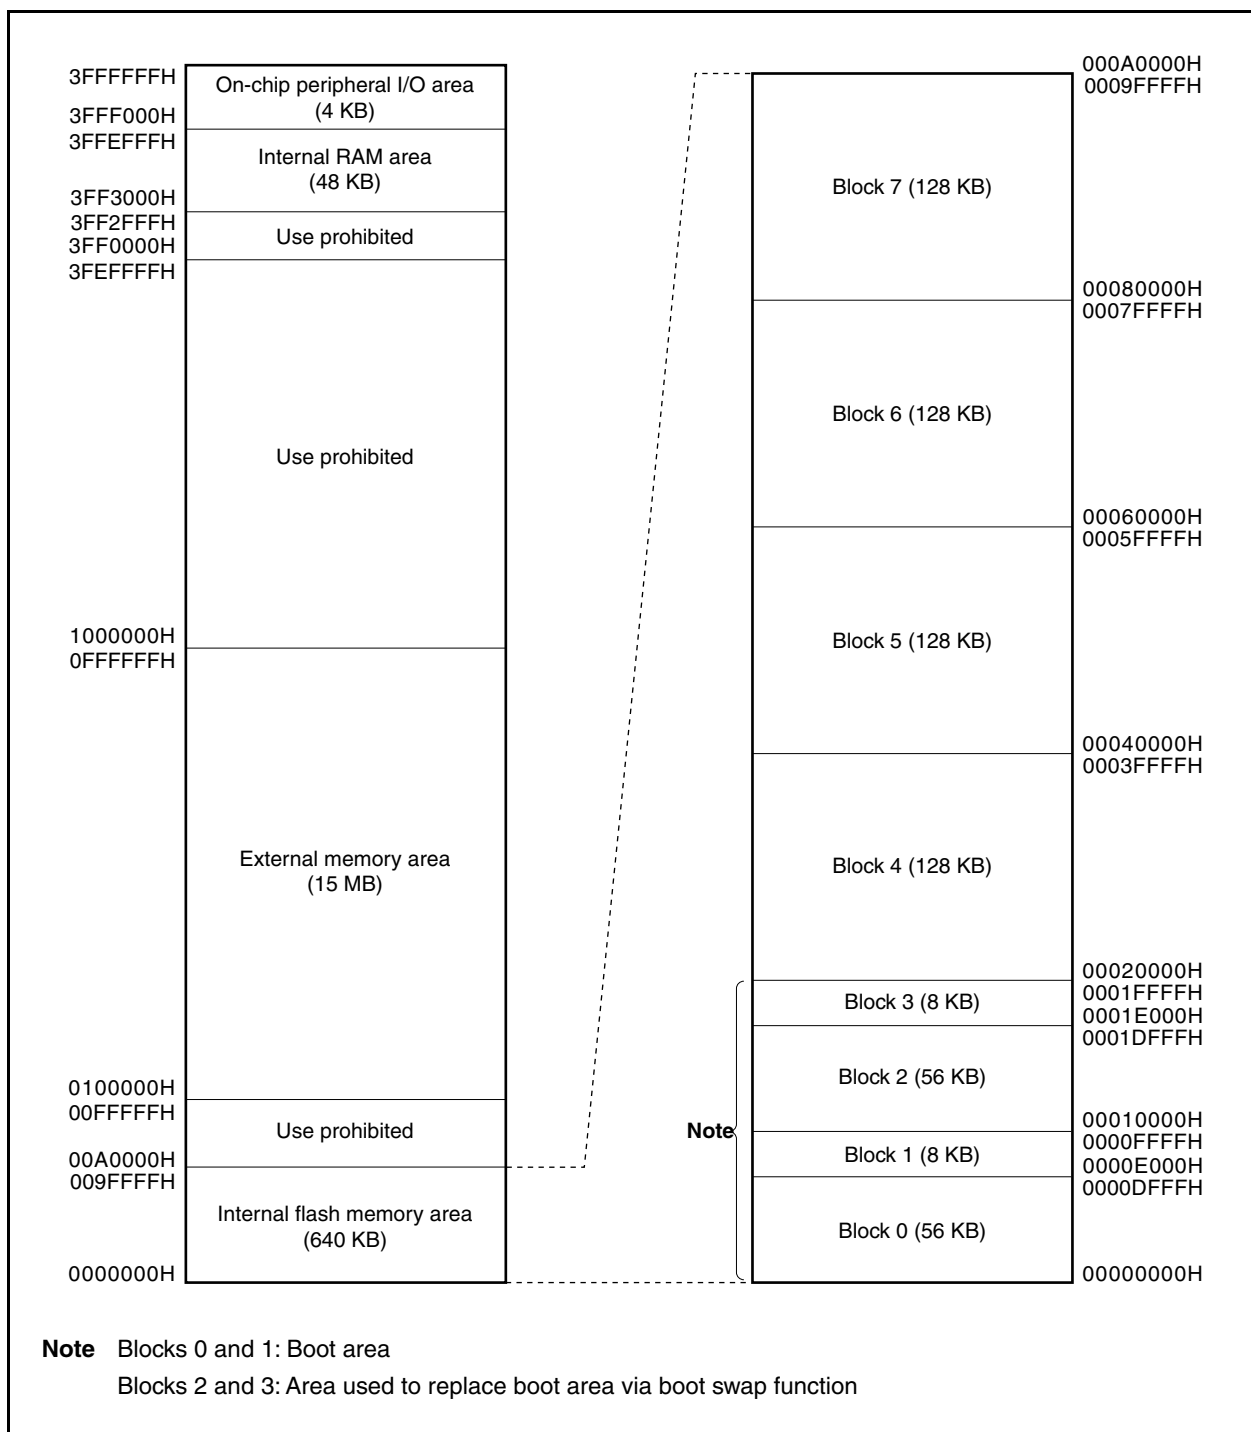 3FFFFFFH
On-chip peripheral I/O area
(4 KB)
3FFF000H
3FFEFFFH
Internal RAM area
(48 KB)
3FF3000H
3FF2FFFH
Use prohibited
3FF0000H
3FEFFFFH
Use prohibited
1000000H
0FFFFFFH
External memory area
(15 MB)
0100000H
00FFFFFH
Use prohibited
00A0000H
009FFFFH
Internal flash memory area
(640 KB)
0000000H
000A0000H
0009FFFFH
Block 7 (128 KB)
00080000H
0007FFFFH
Block 6 (128 KB)
00060000H
0005FFFFH
Block 5 (128 KB)
00040000H
0003FFFFH
Block 4 (128 KB)
00020000H
0001FFFFH
Block 3 (8 KB)
0001E000H
0001DFFFH
Block 2 (56 KB)
Note
00010000H
0000FFFFH
Block 1 (8 KB)
0000E000H
0000DFFFH
Block 0 (56 KB)
00000000H
Note Blocks 0 and 1: Boot area
Blocks 2 and 3: Area used to replace boot area via boot swap function